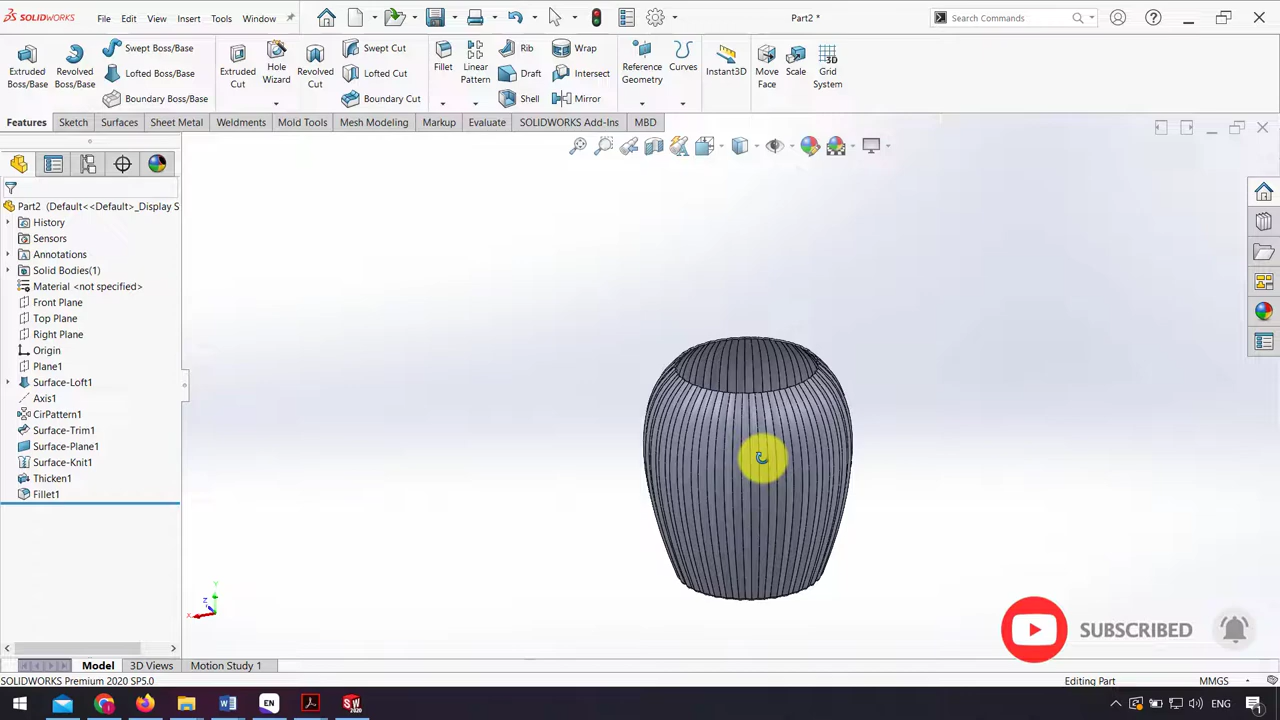 SOLIDWORKS File Edit View Insert Tools Window Part2 * Search Commands
Extruded Boss/Base
Revolved Boss/Base
Swept Boss/Base
Lofted Boss/Base
Boundary Boss/Base
Extruded Cut
Hole Wizard
Revolved Cut
Swept Cut
Lofted Cut
Boundary Cut
Fillet
Linear Pattern
Rib
Draft
Shell
Wrap
Intersect
Mirror
Reference Geometry
Curves
Instant3D
Move Face
Scale
Grid System
Features Sketch Surfaces Sheet Metal Weldments Mold Tools Mesh Modeling Markup Evaluate SOLIDWORKS Add-Ins MBD
Part2 (Default<<Default>_Display S
History
Sensors
Annotations
Solid Bodies(1)
Material <not specified>
Front Plane
Top Plane
Right Plane
Origin
Plane1
Surface-Loft1
Axis1
CirPattern1
Surface-Trim1
Surface-Plane1
Surface-Knit1
Thicken1
Fillet1
Y
Z
X
SUBSCRIBED
Model 3D Views Motion Study 1
SOLIDWORKS Premium 2020 SP5.0 Editing Part MMGS
EN
SW
2020
ENG
1